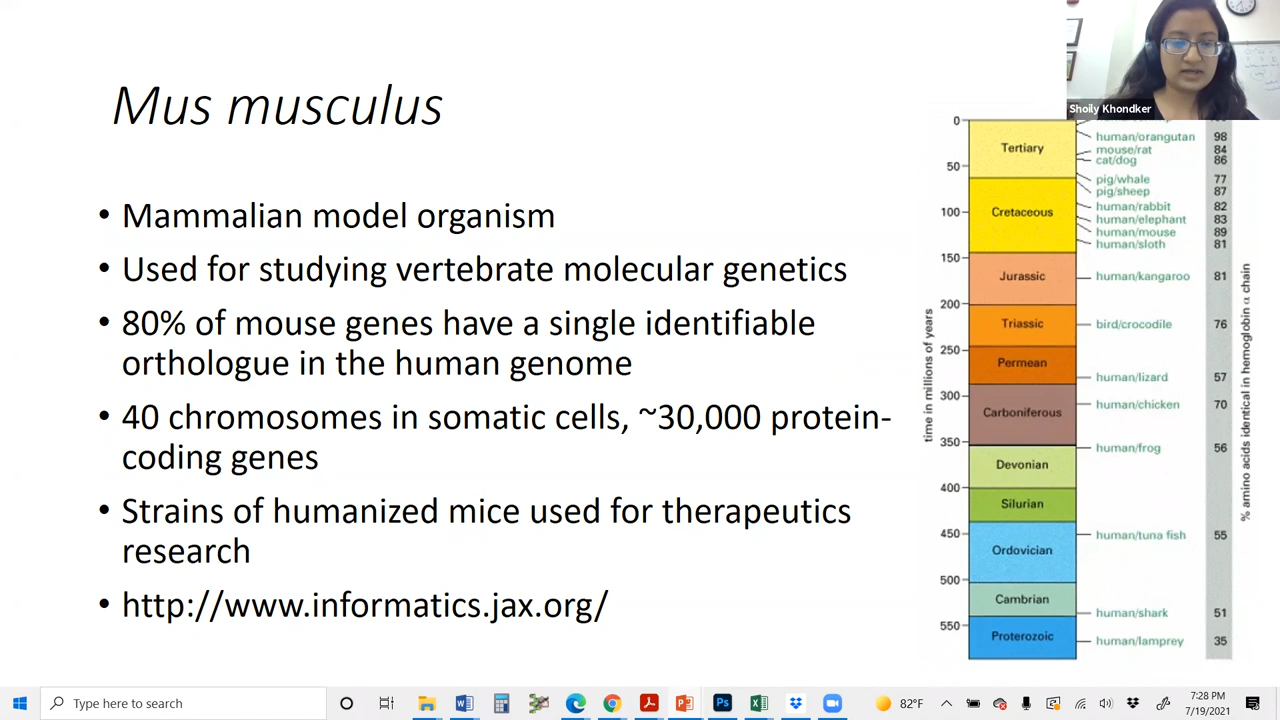 Shoily Khondker
Mus musculus
• Mammalian model organism
• Used for studying vertebrate molecular genetics
• 80% of mouse genes have a single identifiable
orthologue in the human genome
• 40 chromosomes in somatic cells, ~30,000 protein-
coding genes
• Strains of humanized mice used for therapeutics
research
• http://www.informatics.jax.org/
time in millions of years
0
50
100
150
200
250
300
350
400
450
500
550
Tertiary
Cretaceous
Jurassic
Triassic
Permean
Carboniferous
Devonian
Silurian
Ordovician
Cambrian
Proterozoic
human/orangutan 98
mouse/rat 84
cat/dog 86
pig/whale 77
pig/sheep 87
human/rabbit 82
human/elephant 83
human/mouse 89
human/sloth 81
human/kangaroo 81
bird/crocodile 76
human/lizard 57
human/chicken 70
human/frog 56
human/tuna fish 55
human/shark 51
human/lamprey 35
% amino acids identical in hemoglobin α chain
Type here to search
82°F
7:28 PM
7/19/2021